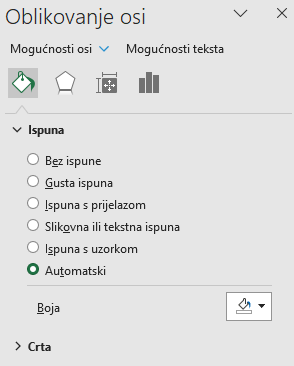 Oblikovanje osi
Mogućnosti osi Mogućnosti teksta
Ispuna
Bez ispune
Gusta ispuna
Ispuna s prijelazom
Slikovna ili tekstna ispuna
Ispuna s uzorkom
Automatski
Boja
Crta